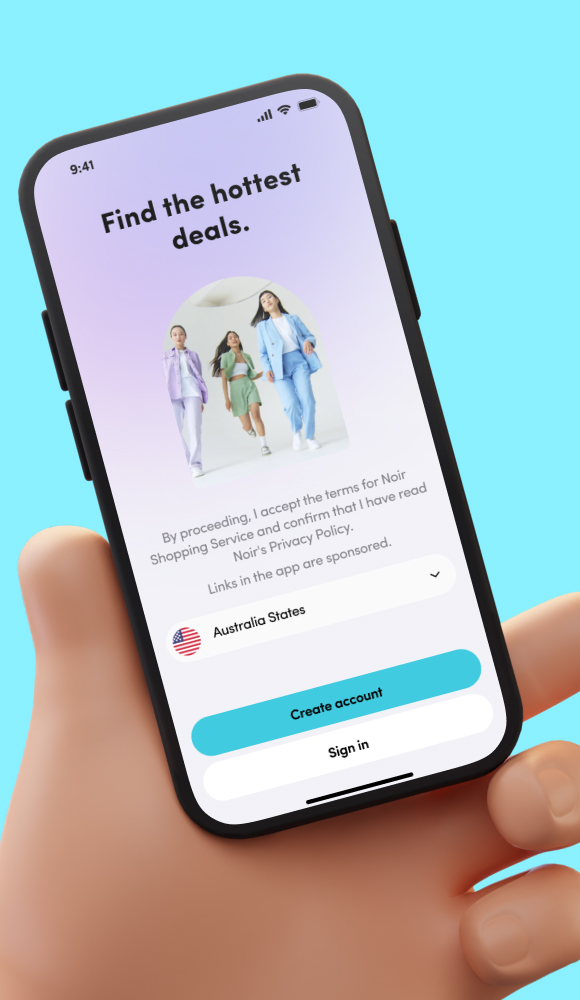 9:41
Find the hottest
deals.
By proceeding, I accept the terms for Noir
Shopping Service and confirm that I have read
Noir's Privacy Policy.
Links in the app are sponsored.
Australia States
Create account
Sign in